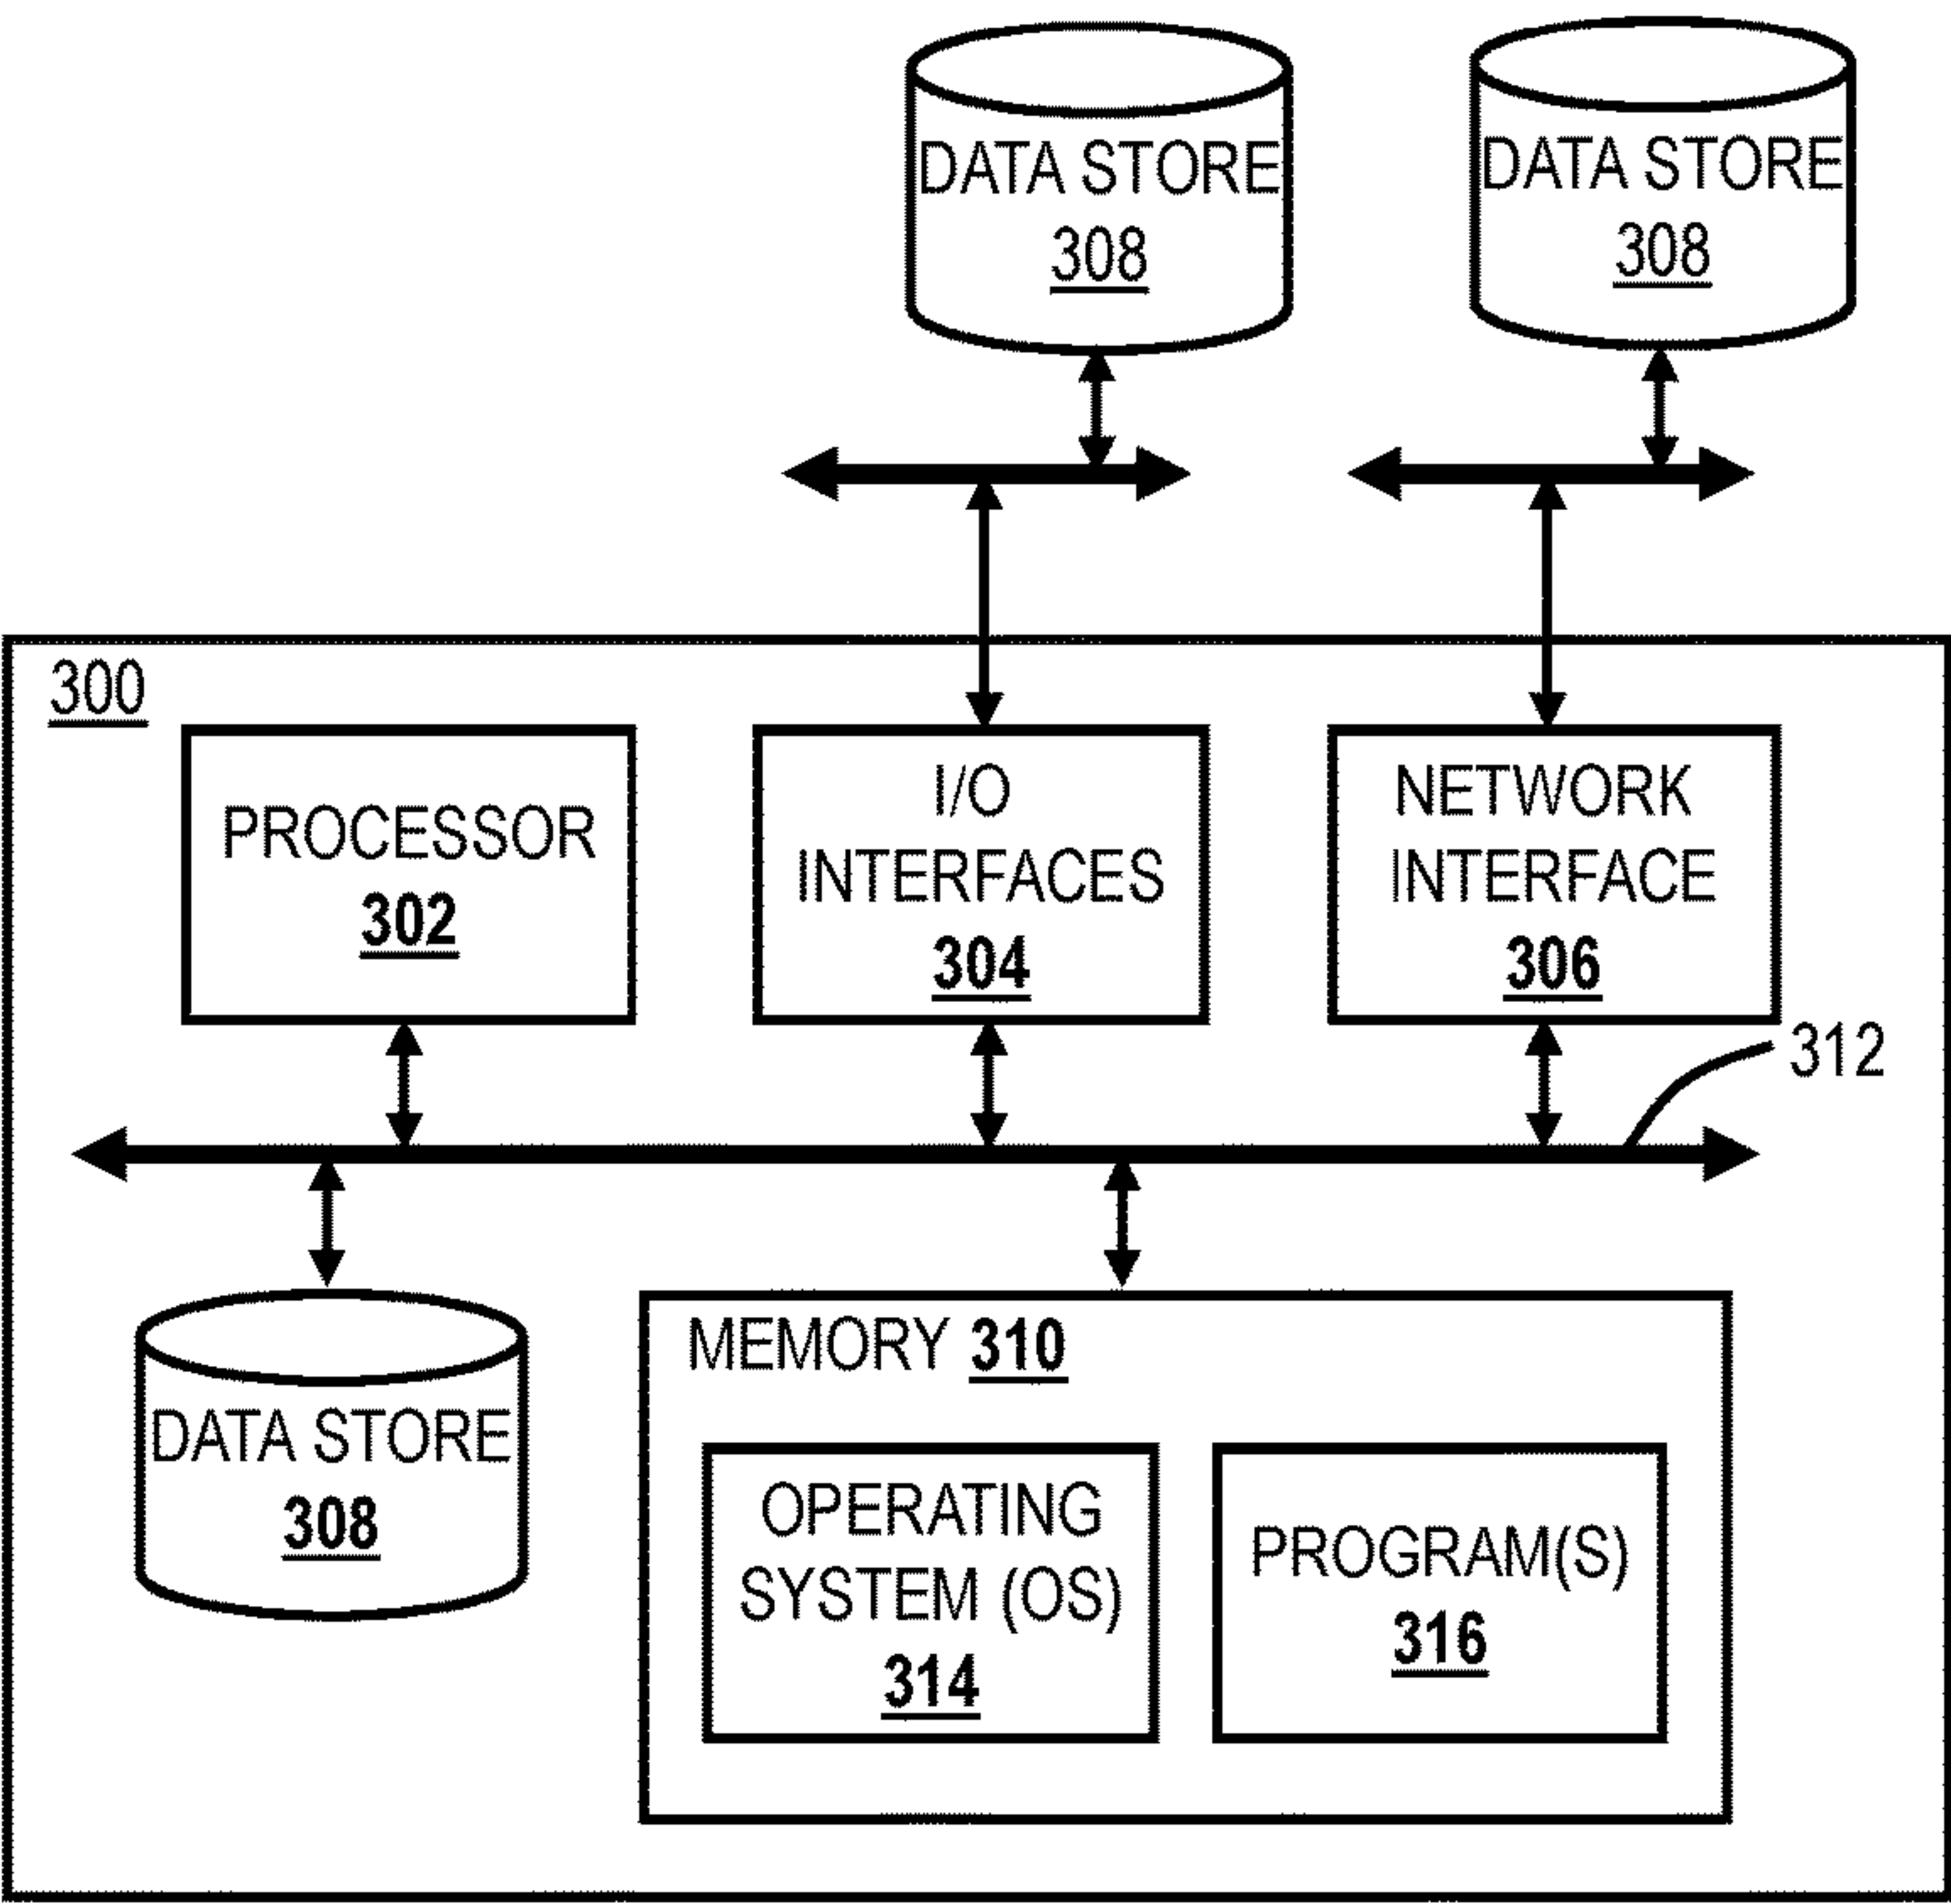 DATA STORE
308
DATA STORE
308
300
PROCESSOR
302
I/O
INTERFACES
304
NETWORK
INTERFACE
306
312
DATA STORE
308
MEMORY 310
OPERATING
SYSTEM (OS)
314
PROGRAM(S)
316